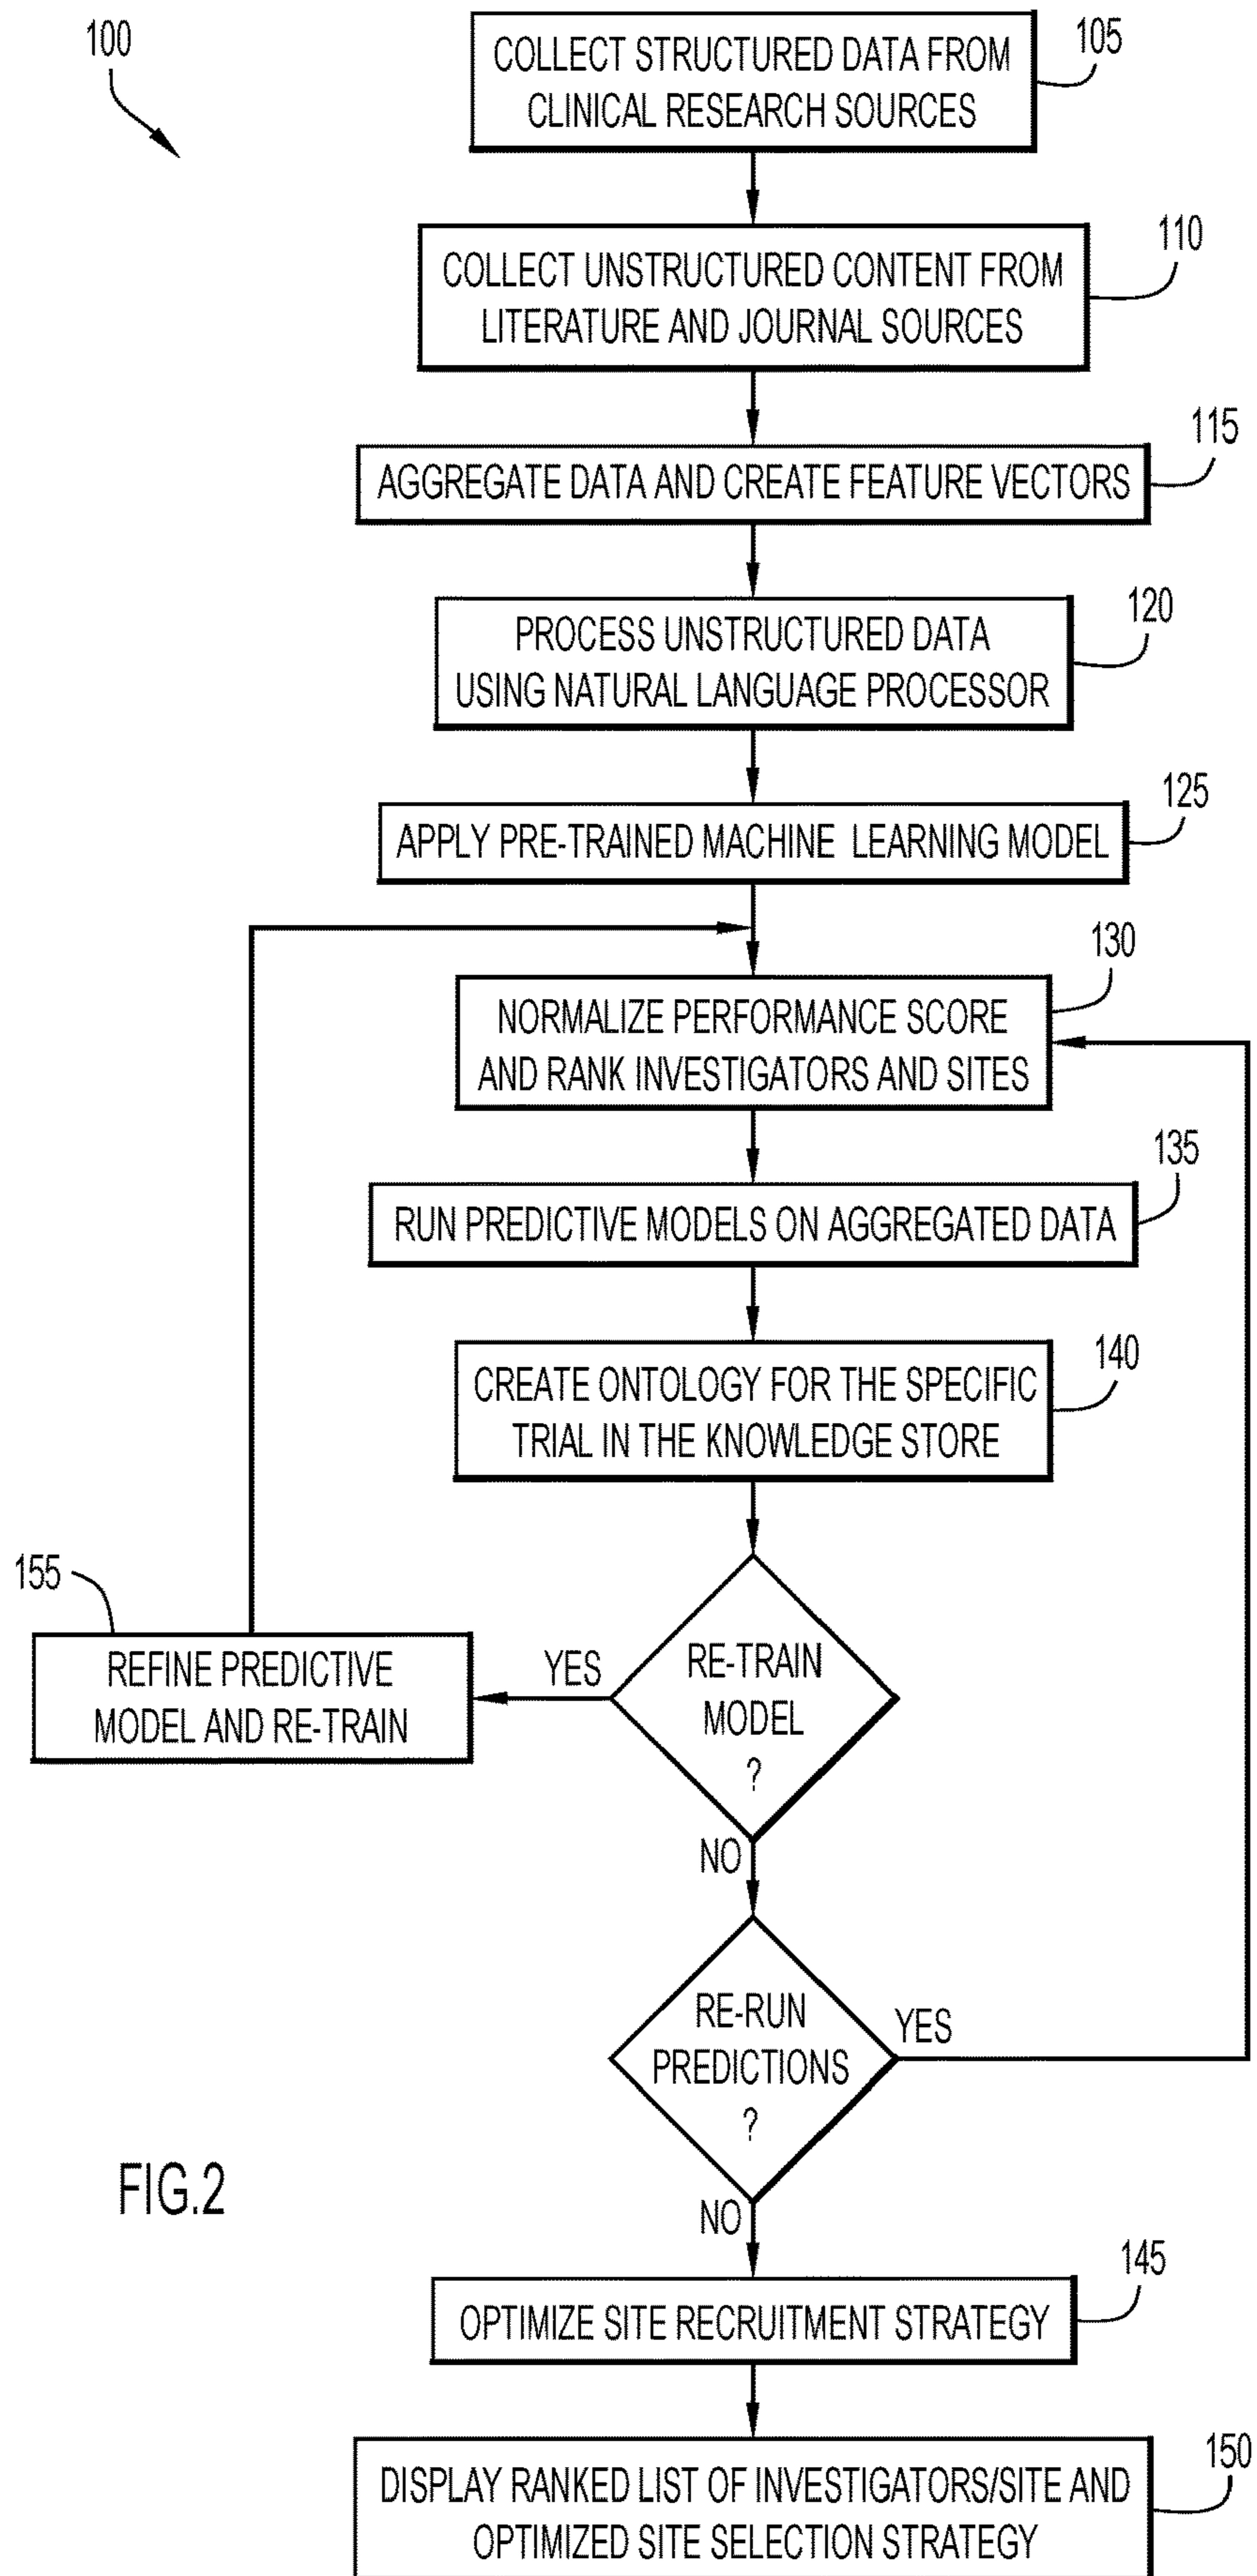 100
COLLECT STRUCTURED DATA FROM
CLINICAL RESEARCH SOURCES
105
COLLECT UNSTRUCTURED CONTENT FROM
LITERATURE AND JOURNAL SOURCES
110
AGGREGATE DATA AND CREATE FEATURE VECTORS
115
PROCESS UNSTRUCTURED DATA
USING NATURAL LANGUAGE PROCESSOR
120
APPLY PRE-TRAINED MACHINE LEARNING MODEL
125
NORMALIZE PERFORMANCE SCORE
AND RANK INVESTIGATORS AND SITES
130
RUN PREDICTIVE MODELS ON AGGREGATED DATA
135
CREATE ONTOLOGY FOR THE SPECIFIC
TRIAL IN THE KNOWLEDGE STORE
140
RE-TRAIN
MODEL
?
YES
155
REFINE PREDICTIVE
MODEL AND RE-TRAIN
NO
RE-RUN
PREDICTIONS
?
YES
NO
FIG.2
OPTIMIZE SITE RECRUITMENT STRATEGY
145
DISPLAY RANKED LIST OF INVESTIGATORS/SITE AND
OPTIMIZED SITE SELECTION STRATEGY
150